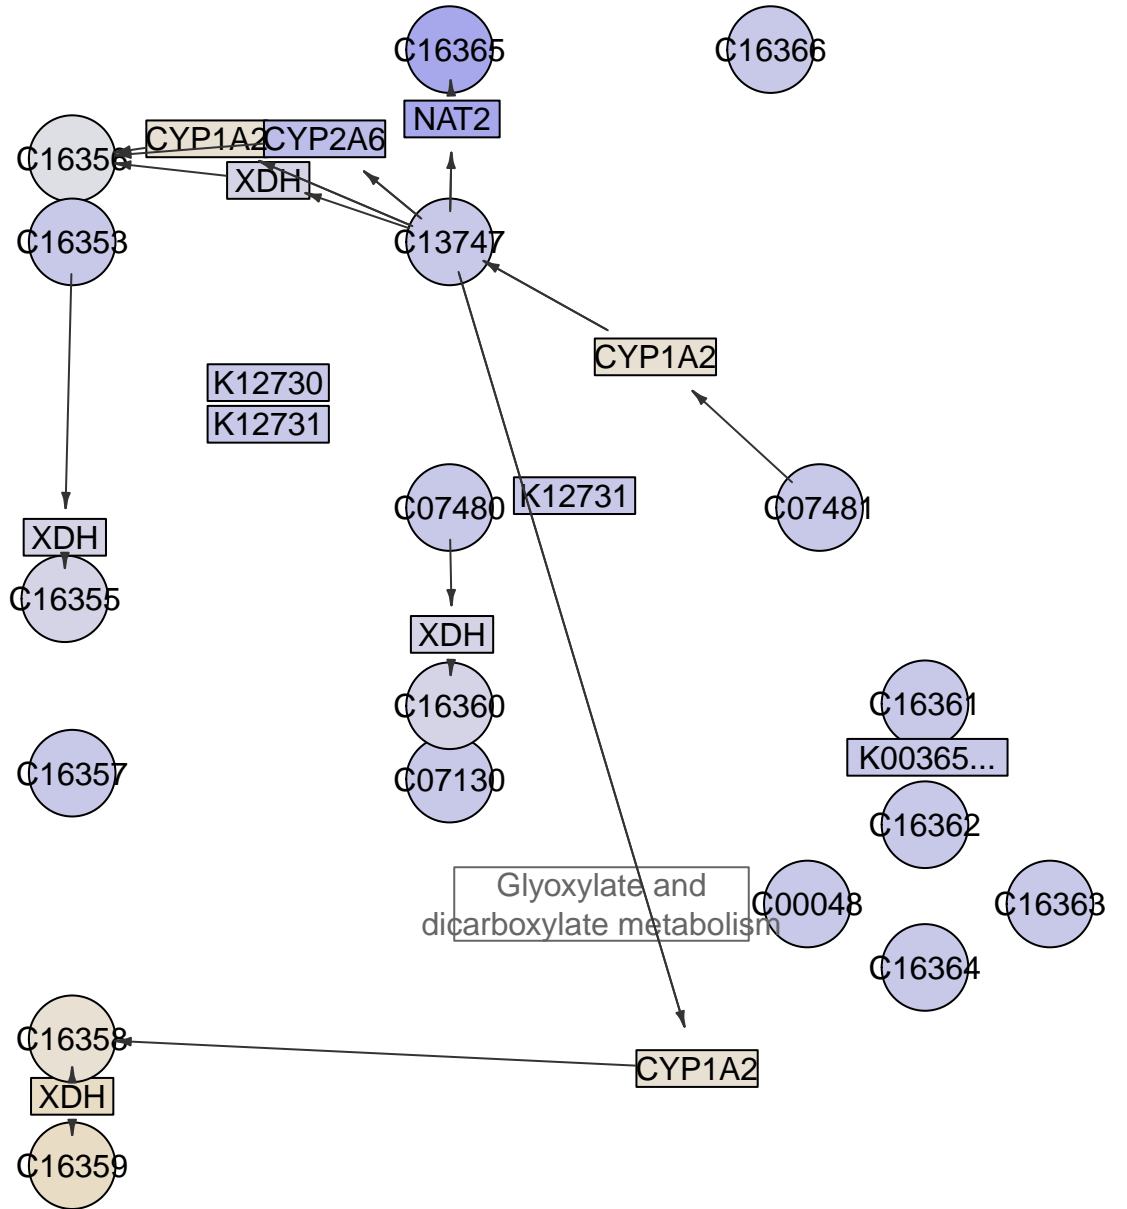 C16365
C16366
NAT2
CYP1A2
CYP2A6
C16356
XDH
C16353
C13747
CYP1A2
K12730
K12731
K12731
C07480
C07481
XDH
C16355
XDH
C16360
C16361
K00365...
C16357
C07130
C16362
Glyoxylate and
dicarboxylate metabolism
C00048
C16363
C16364
C16358
CYP1A2
XDH
C16359